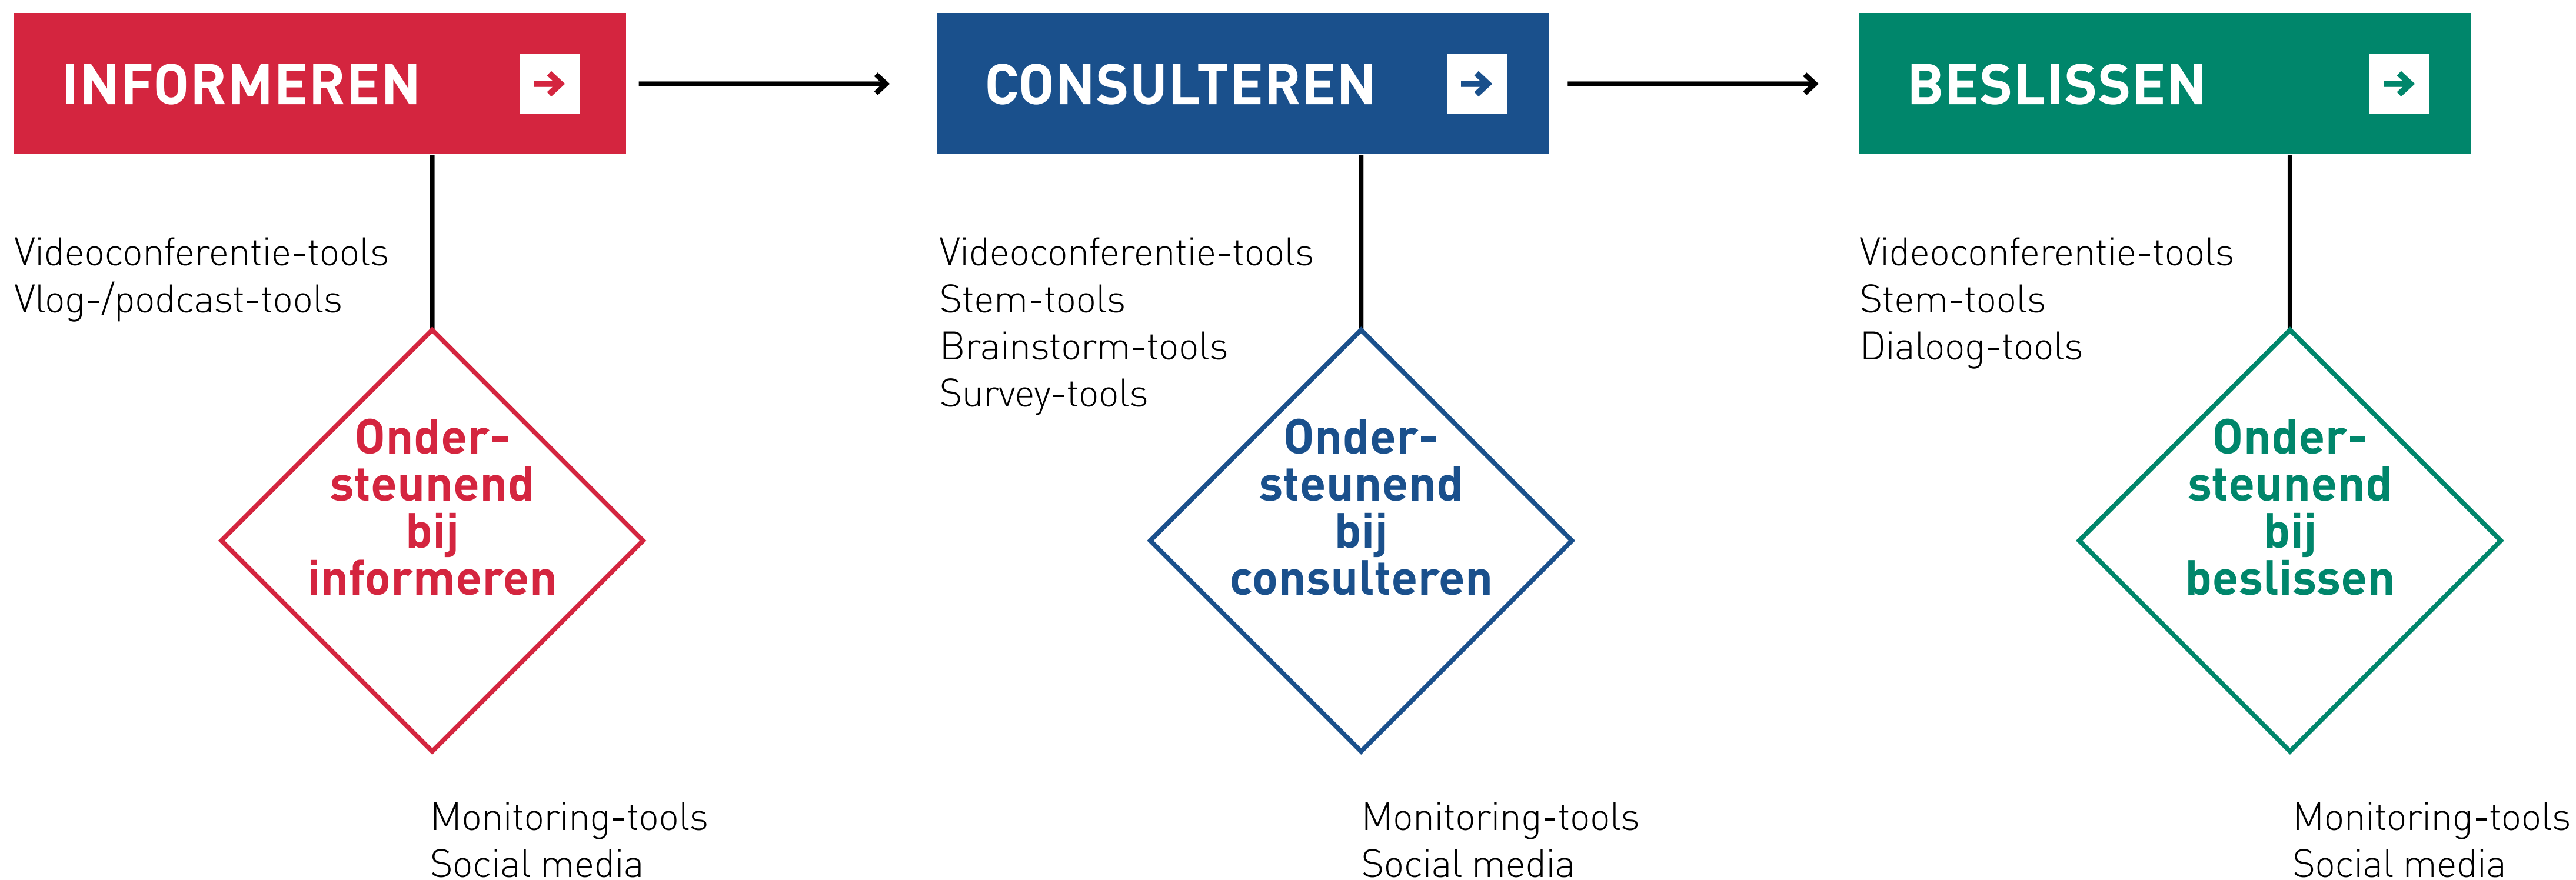 INFORMEREN
Videoconferentie-tools
Vlog-/podcast-tools
Onder-
steunend
bij
informeren
Monitoring-tools
Social media
CONSULTEREN
Videoconferentie-tools
Stem-tools
Brainstorm-tools
Survey-tools
Onder-
steunend
bij
consulteren
Monitoring-tools
Social media
BESLISSEN
Videoconferentie-tools
Stem-tools
Dialoog-tools
Onder-
steunend
bij
beslissen
Monitoring-tools
Social media